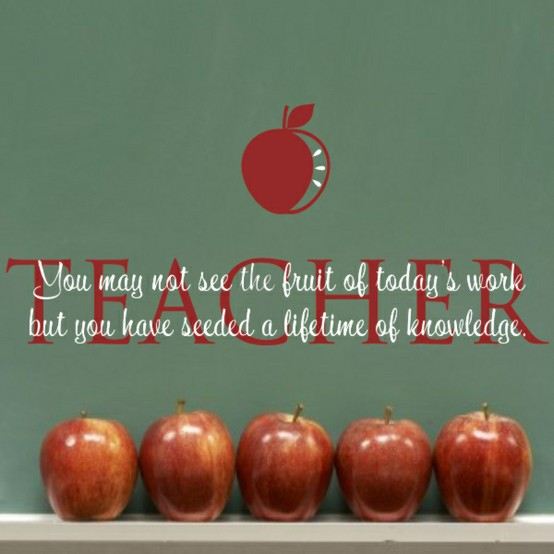 TEACHER
You may not see the fruit of today's work
but you have seeded a lifetime of knowledge.